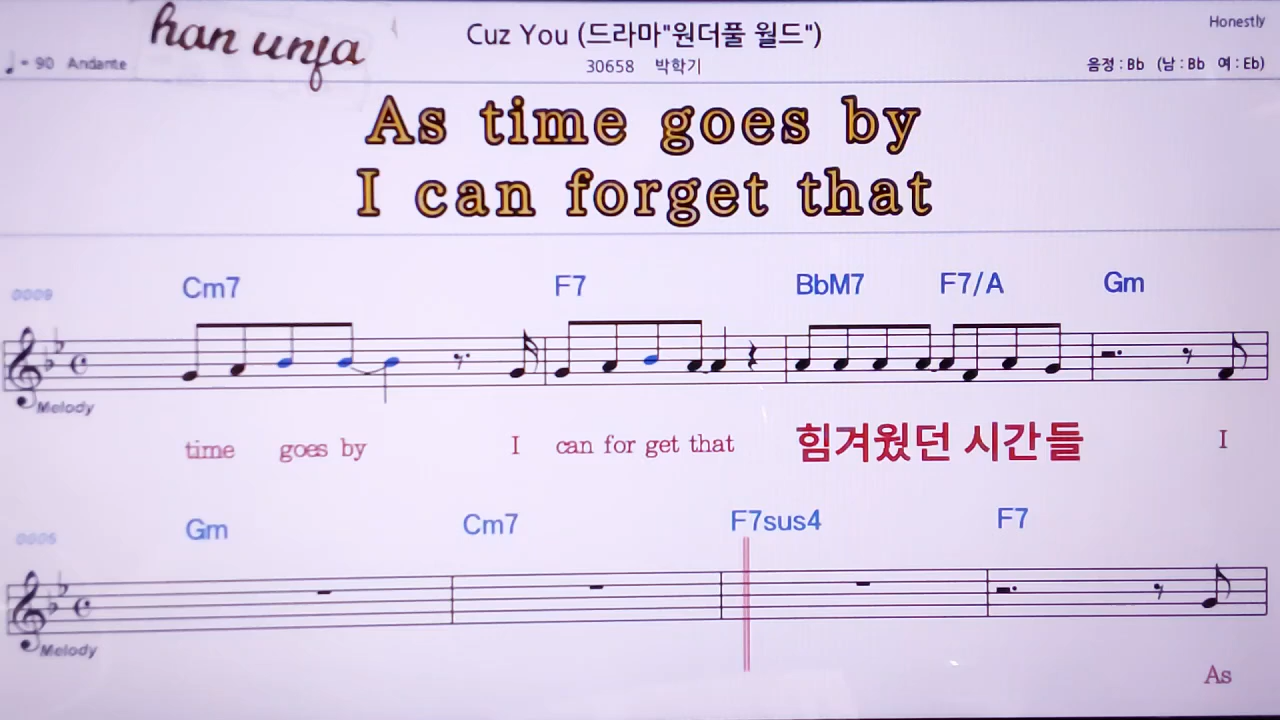 han unfa
Cuz You (드라마"원더풀 월드")
Honestly
♩= 90 Andante
30658 박학기
음정 : Bb (남 : Bb 여 : Eb)
As time goes by
I can forget that
0009 Cm7 F7 BbM7 F7/A Gm
Melody
time goes by I can for get that 힘겨웠던 시간들 I
Gm Cm7 F7sus4 F7
Melody
As